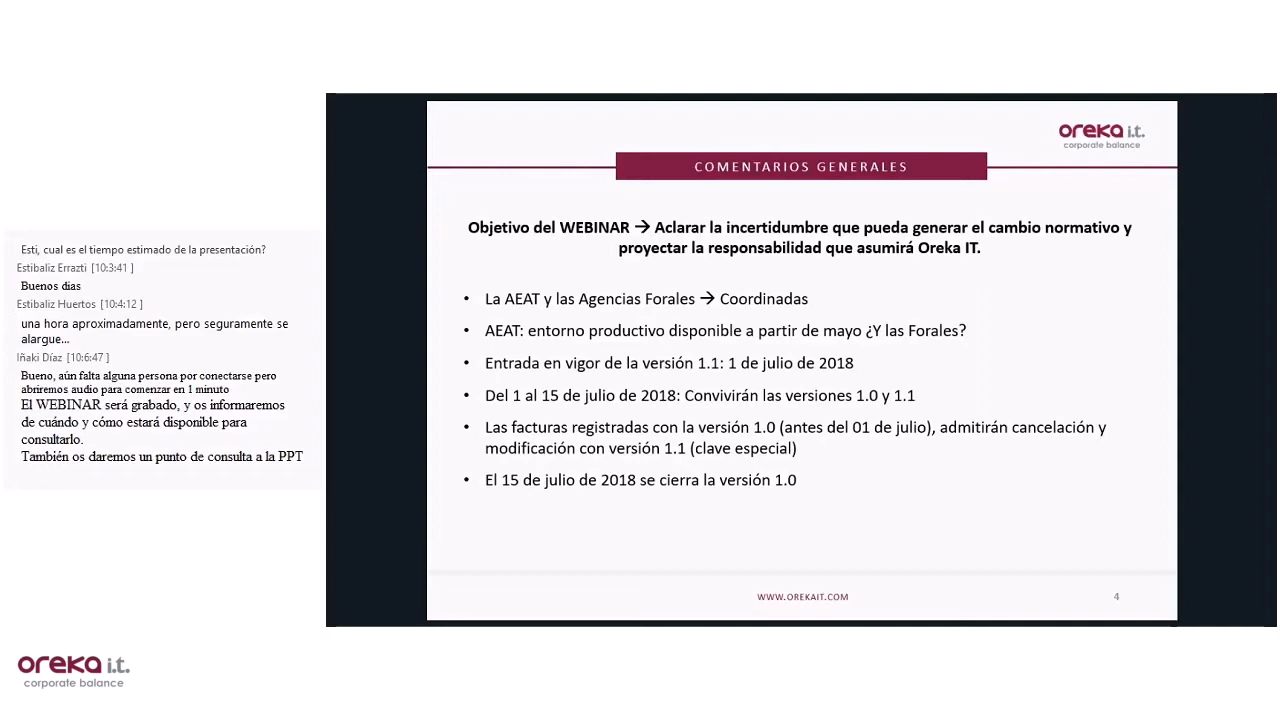 Esti, cual es el tiempo estimado de la presentación?
Estibaliz Errazti [10:3:41 ]
Buenos dias
Estibaliz Huertos [10:4:12 ]
una hora aproximadamente, pero seguramente se
alargue...
Iñaki Díaz [10:6:47 ]
Bueno, aún falta alguna persona por conectarse pero
abriremos audio para comenzar en 1 minuto
El WEBINAR será grabado, y os informaremos
de cuándo y cómo estará disponible para
consultarlo.
También os daremos un punto de consulta a la PPT
oreka i.t.
corporate balance
COMENTARIOS GENERALES
Objetivo del WEBINAR → Aclarar la incertidumbre que pueda generar el cambio normativo y
proyectar la responsabilidad que asumirá Oreka IT.
• La AEAT y las Agencias Forales → Coordinadas
• AEAT: entorno productivo disponible a partir de mayo ¿Y las Forales?
• Entrada en vigor de la versión 1.1: 1 de julio de 2018
• Del 1 al 15 de julio de 2018: Convivirán las versiones 1.0 y 1.1
• Las facturas registradas con la versión 1.0 (antes del 01 de julio), admitirán cancelación y
modificación con versión 1.1 (clave especial)
• El 15 de julio de 2018 se cierra la versión 1.0
WWW.OREKAIT.COM
4
oreka i.t.
corporate balance